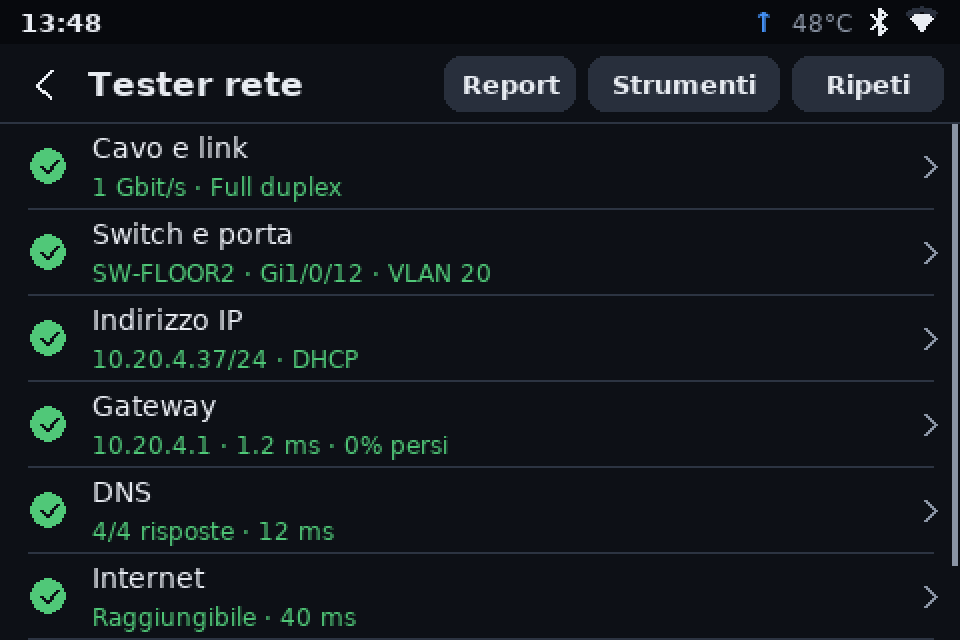 13:48
48°C
Tester rete
Report
Strumenti
Ripeti
Cavo e link
1 Gbit/s · Full duplex
Switch e porta
SW-FLOOR2 · Gi1/0/12 · VLAN 20
Indirizzo IP
10.20.4.37/24 · DHCP
Gateway
10.20.4.1 · 1.2 ms · 0% persi
DNS
4/4 risposte · 12 ms
Internet
Raggiungibile · 40 ms